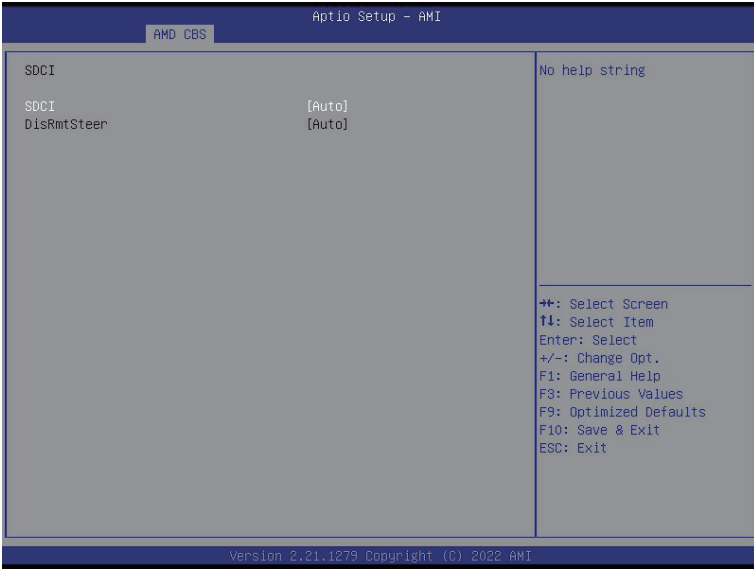 Aptio Setup – AMI
AMD CBS
SDCI
SDCI [Auto]
DisRmtSteer [Auto]
No help string
→←: Select Screen
↑↓: Select Item
Enter: Select
+/-: Change Opt.
F1: General Help
F3: Previous Values
F9: Optimized Defaults
F10: Save & Exit
ESC: Exit
Version 2.21.1279 Copyright (C) 2022 AMI